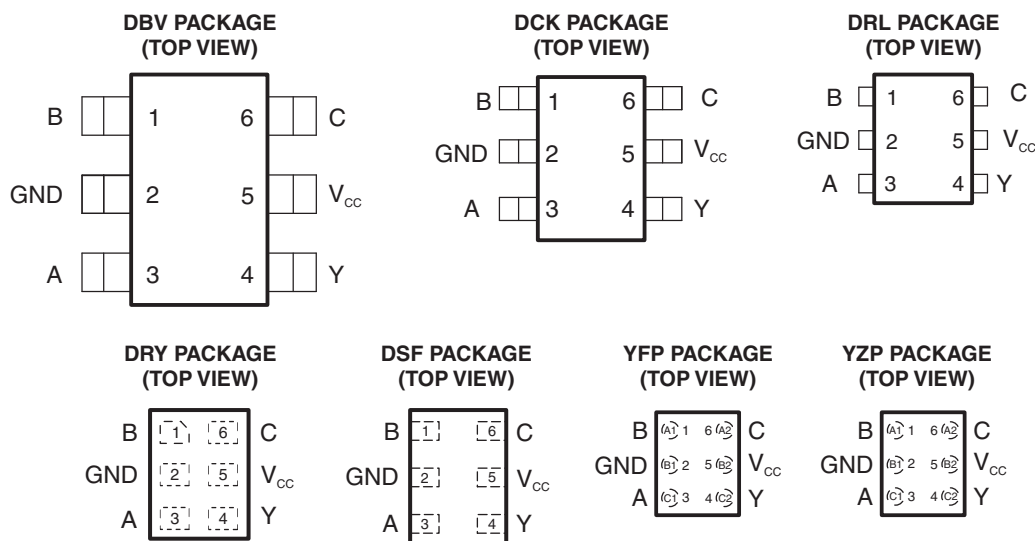 DBV PACKAGE
(TOP VIEW)
B 1 6 C
GND 2 5 VCC
A 3 4 Y
DCK PACKAGE
(TOP VIEW)
B 1 6 C
GND 2 5 VCC
A 3 4 Y
DRL PACKAGE
(TOP VIEW)
B 1 6 C
GND 2 5 VCC
A 3 4 Y
DRY PACKAGE
(TOP VIEW)
B 1 6 C
GND 2 5 VCC
A 3 4 Y
DSF PACKAGE
(TOP VIEW)
B 1 6 C
GND 2 5 VCC
A 3 4 Y
YFP PACKAGE
(TOP VIEW)
B A1 1 6 A2 C
GND B1 2 5 B2 VCC
A C1 3 4 C2 Y
YZP PACKAGE
(TOP VIEW)
B A1 1 6 A2 C
GND B1 2 5 B2 VCC
A C1 3 4 C2 Y